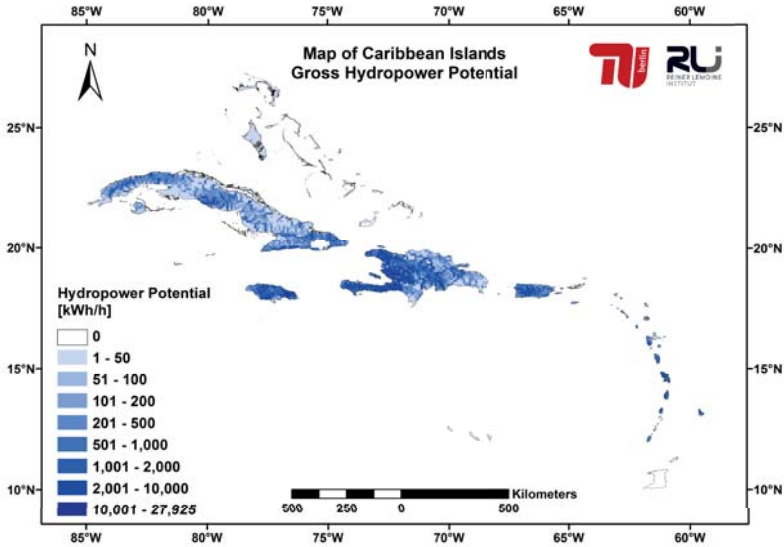 85°W 80°W 75°W 70°W 65°W 60°W
N
Map of Caribbean Islands
Gross Hydropower Potential
berlin
REINER LEMOINE
INSTITUT
25°N 25°N
20°N 20°N
Hydropower Potential
[kWh/h]
0
1 - 50
51 - 100
101 - 200
201 - 500
501 - 1,000
1,001 - 2,000
2,001 - 10,000
10,001 - 27,925
15°N 15°N
10°N 10°N
500 250 0 500 Kilometers
85°W 80°W 75°W 70°W 65°W 60°W